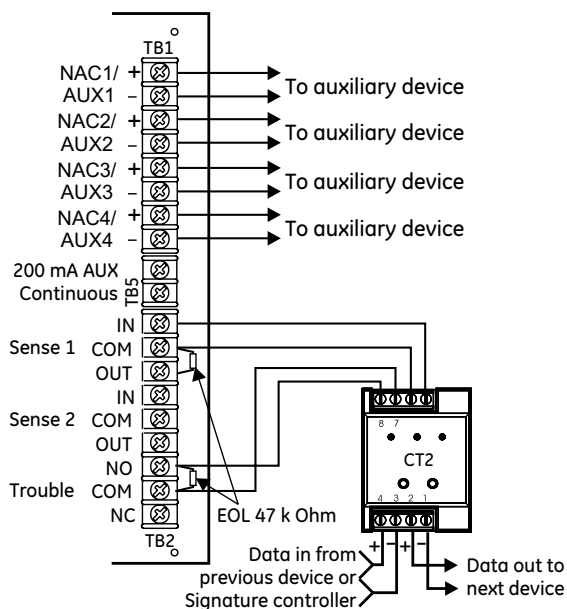 TB1
NAC1/ +
AUX1 –
To auxiliary device
NAC2/ +
AUX2 –
To auxiliary device
NAC3/ +
AUX3 –
To auxiliary device
NAC4/ +
AUX4 –
To auxiliary device
200 mA AUX
Continuous
TB5
IN
Sense 1 COM
OUT
IN
Sense 2 COM
OUT
NO
Trouble COM
NC
TB2
EOL 47 k Ohm
8 7
CT2
4 3 2 1
+ – + –
Data in from
previous device or
Signature controller
Data out to
next device